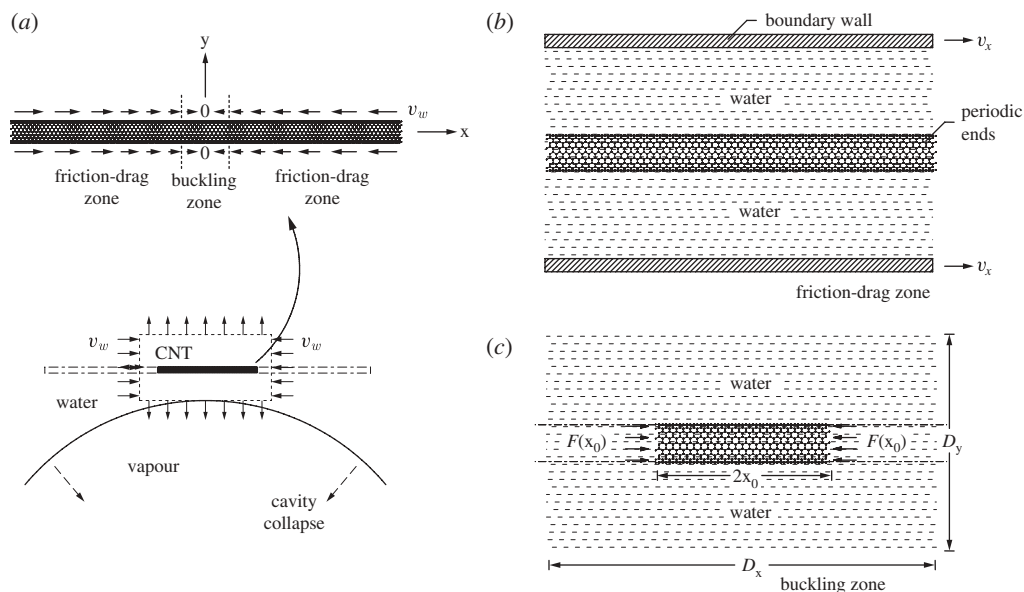 (a)
y
0
v_w
x
0
friction-drag
zone
buckling
zone
friction-drag
zone
v_w
CNT
v_w
water
vapour
cavity
collapse
(b)
boundary wall
v_x
water
periodic
ends
water
v_x
friction-drag zone
(c)
water
F(x_0)
F(x_0)
D_y
2x_0
water
D_x
buckling zone